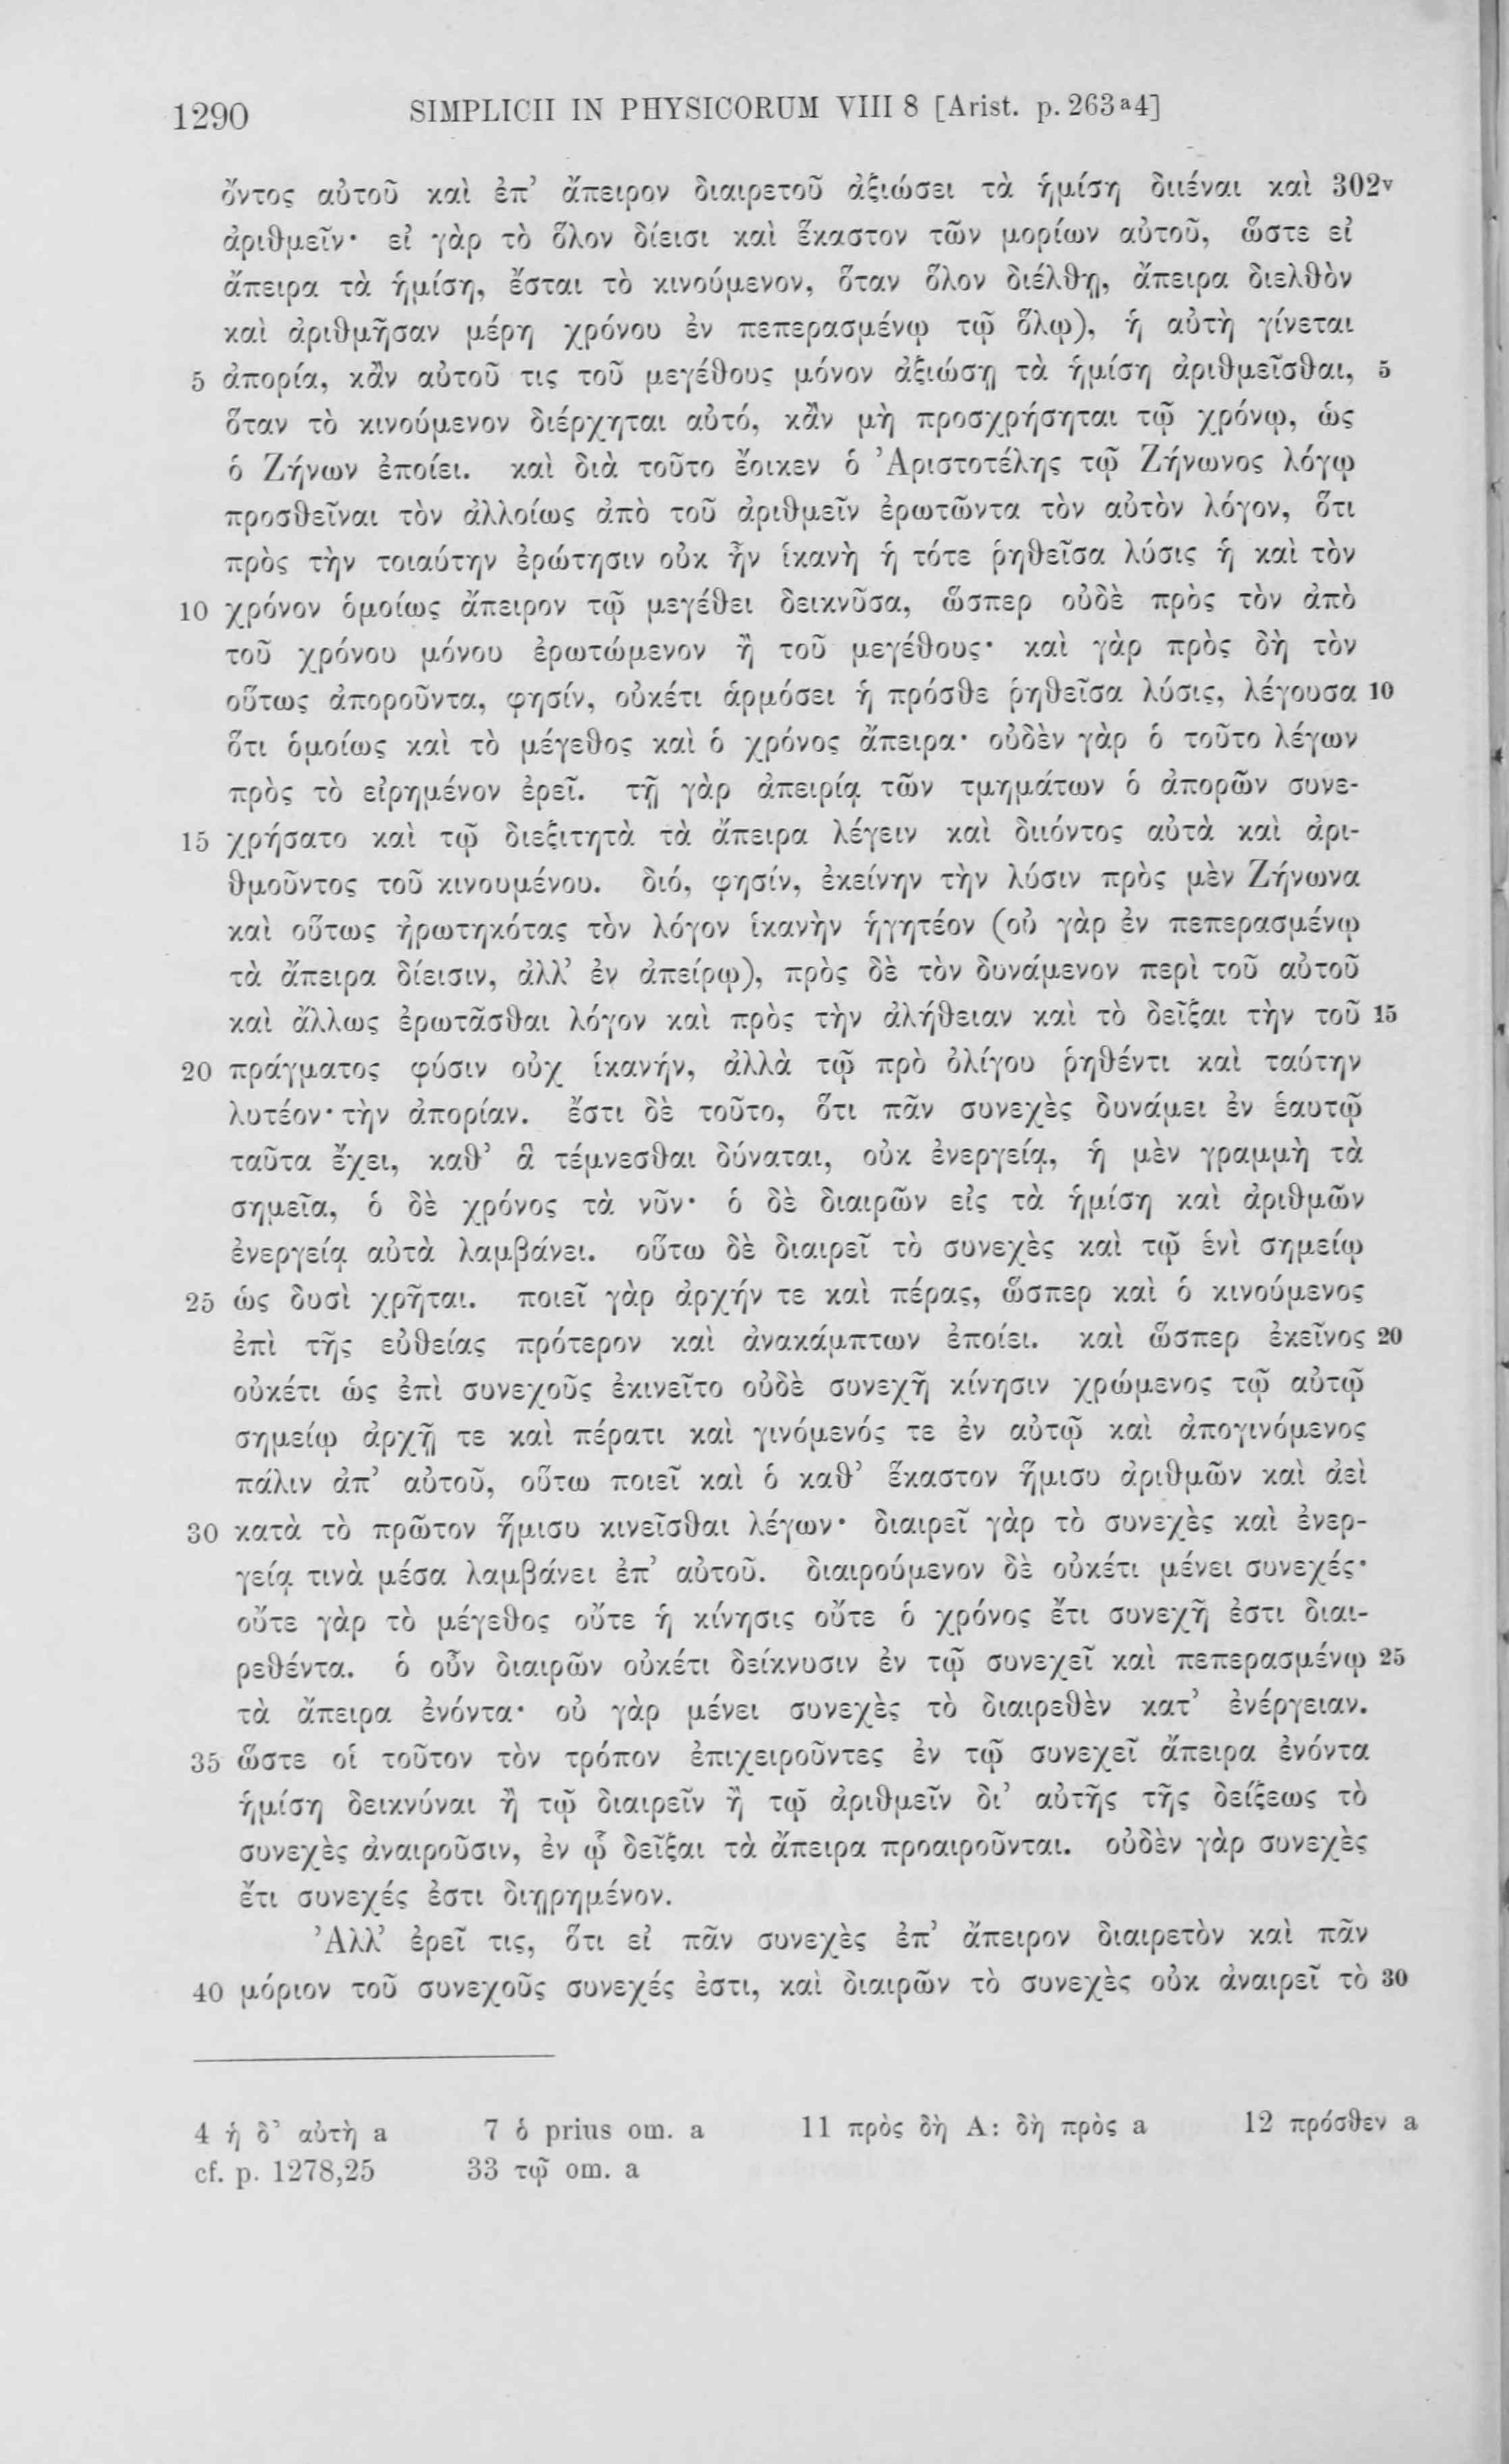 1290 SIMPLICII IN PHYSICORUM VIII 8 [Arist. p. 263ᵃ4]
ὄντος αὐτοῦ καὶ ἐπ’ ἄπειρον διαιρετοῦ ἀξιώσει τὰ ἡμίση διιέναι καὶ 302v
ἀριθμεῖν· εἰ γὰρ τὸ ὅλον δίεισι καὶ ἕκαστον τῶν μορίων αὐτοῦ, ὥστε εἰ
ἄπειρα τὰ ἡμίση, ἔσται τὸ κινούμενον, ὅταν ὅλον διέλθῃ, ἄπειρα διελθὸν
καὶ ἀριθμῆσαν μέρη χρόνου ἐν πεπερασμένῳ τῷ ὅλῳ), ἡ αὐτὴ γίνεται
5 ἀπορία, κἂν αὐτοῦ τις τοῦ μεγέθους μόνον ἀξιώσῃ τὰ ἡμίση ἀριθμεῖσθαι, 5
ὅταν τὸ κινούμενον διέρχηται αὐτό, κἂν μὴ προσχρήσηται τῷ χρόνῳ, ὡς
ὁ Ζήνων ἐποίει. καὶ διὰ τοῦτο ἔοικεν ὁ Ἀριστοτέλης τῷ Ζήνωνος λόγῳ
προσθεῖναι τὸν ἀλλοίως ἀπὸ τοῦ ἀριθμεῖν ἐρωτῶντα τὸν αὐτὸν λόγον, ὅτι
πρὸς τὴν τοιαύτην ἐρώτησιν οὐκ ἦν ἱκανὴ ἡ τότε ῥηθεῖσα λύσις ἡ καὶ τὸν
10 χρόνον ὁμοίως ἄπειρον τῷ μεγέθει δεικνῦσα, ὥσπερ οὐδὲ πρὸς τὸν ἀπὸ
τοῦ χρόνου μόνου ἐρωτώμενον ἢ τοῦ μεγέθους· καὶ γὰρ πρὸς δὴ τὸν
οὕτως ἀποροῦντα, φησίν, οὐκέτι ἁρμόσει ἡ πρόσθε ῥηθεῖσα λύσις, λέγουσα 10
ὅτι ὁμοίως καὶ τὸ μέγεθος καὶ ὁ χρόνος ἄπειρα· οὐδὲν γὰρ ὁ τοῦτο λέγων
πρὸς τὸ εἰρημένον ἐρεῖ. τῇ γὰρ ἀπειρίᾳ τῶν τμημάτων ὁ ἀπορῶν συνε-
15 χρήσατο καὶ τῷ διεξιτητὰ τὰ ἄπειρα λέγειν καὶ διιόντος αὐτὰ καὶ ἀρι-
θμοῦντος τοῦ κινουμένου. διό, φησίν, ἐκείνην τὴν λύσιν πρὸς μὲν Ζήνωνα
καὶ οὕτως ἠρωτηκότας τὸν λόγον ἱκανὴν ἡγητέον (οὐ γὰρ ἐν πεπερασμένῳ
τὰ ἄπειρα δίεισιν, ἀλλ’ ἐν ἀπείρῳ), πρὸς δὲ τὸν δυνάμενον περὶ τοῦ αὐτοῦ
καὶ ἄλλως ἐρωτᾶσθαι λόγον καὶ πρὸς τὴν ἀλήθειαν καὶ τὸ δεῖξαι τὴν τοῦ 15
20 πράγματος φύσιν οὐχ ἱκανήν, ἀλλὰ τῷ πρὸ ὀλίγου ῥηθέντι καὶ ταύτην
λυτέον· τὴν ἀπορίαν. ἔστι δὲ τοῦτο, ὅτι πᾶν συνεχὲς δυνάμει ἐν ἑαυτῷ
ταῦτα ἔχει, καθ’ ἃ τέμνεσθαι δύναται, οὐκ ἐνεργείᾳ, ἡ μὲν γραμμὴ τὰ
σημεῖα, ὁ δὲ χρόνος τὰ νῦν· ὁ δὲ διαιρῶν εἰς τὰ ἡμίση καὶ ἀριθμῶν
ἐνεργείᾳ αὐτὰ λαμβάνει. οὕτω δὲ διαιρεῖ τὸ συνεχὲς καὶ τῷ ἑνὶ σημείῳ
25 ὡς δυσὶ χρῆται. ποιεῖ γὰρ ἀρχήν τε καὶ πέρας, ὥσπερ καὶ ὁ κινούμενος
ἐπὶ τῆς εὐθείας πρότερον καὶ ἀνακάμπτων ἐποίει. καὶ ὥσπερ ἐκεῖνος 20
οὐκέτι ὡς ἐπὶ συνεχοῦς ἐκινεῖτο οὐδὲ συνεχῆ κίνησιν χρώμενος τῷ αὐτῷ
σημείῳ ἀρχῇ τε καὶ πέρατι καὶ γινόμενός τε ἐν αὐτῷ καὶ ἀπογινόμενος
πάλιν ἀπ’ αὐτοῦ, οὕτω ποιεῖ καὶ ὁ καθ’ ἕκαστον ἥμισυ ἀριθμῶν καὶ ἀεὶ
30 κατὰ τὸ πρῶτον ἥμισυ κινεῖσθαι λέγων· διαιρεῖ γὰρ τὸ συνεχὲς καὶ ἐνερ-
γείᾳ τινὰ μέσα λαμβάνει ἐπ’ αὐτοῦ. διαιρούμενον δὲ οὐκέτι μένει συνεχές·
οὔτε γὰρ τὸ μέγεθος οὔτε ἡ κίνησις οὔτε ὁ χρόνος ἔτι συνεχῆ ἐστι διαι-
ρεθέντα. ὁ οὖν διαιρῶν οὐκέτι δείκνυσιν ἐν τῷ συνεχεῖ καὶ πεπερασμένῳ 25
τὰ ἄπειρα ἐνόντα· οὐ γὰρ μένει συνεχὲς τὸ διαιρεθὲν κατ’ ἐνέργειαν.
35 ὥστε οἱ τοῦτον τὸν τρόπον ἐπιχειροῦντες ἐν τῷ συνεχεῖ ἄπειρα ἐνόντα
ἡμίση δεικνύναι ἢ τῷ διαιρεῖν ἢ τῷ ἀριθμεῖν δι’ αὐτῆς τῆς δείξεως τὸ
συνεχὲς ἀναιροῦσιν, ἐν ᾧ δεῖξαι τὰ ἄπειρα προαιροῦνται. οὐδὲν γὰρ συνεχὲς
ἔτι συνεχές ἐστι διῃρημένον.
Ἀλλ’ ἐρεῖ τις, ὅτι εἰ πᾶν συνεχὲς ἐπ’ ἄπειρον διαιρετὸν καὶ πᾶν
40 μόριον τοῦ συνεχοῦς συνεχές ἐστι, καὶ διαιρῶν τὸ συνεχὲς οὐκ ἀναιρεῖ τὸ 30
4 ἡ δ’ αὐτὴ a 7 ὁ prius om. a 11 πρὸς δὴ A: δὴ πρὸς a 12 πρόσθεν a
cf. p. 1278,25 33 τῷ om. a